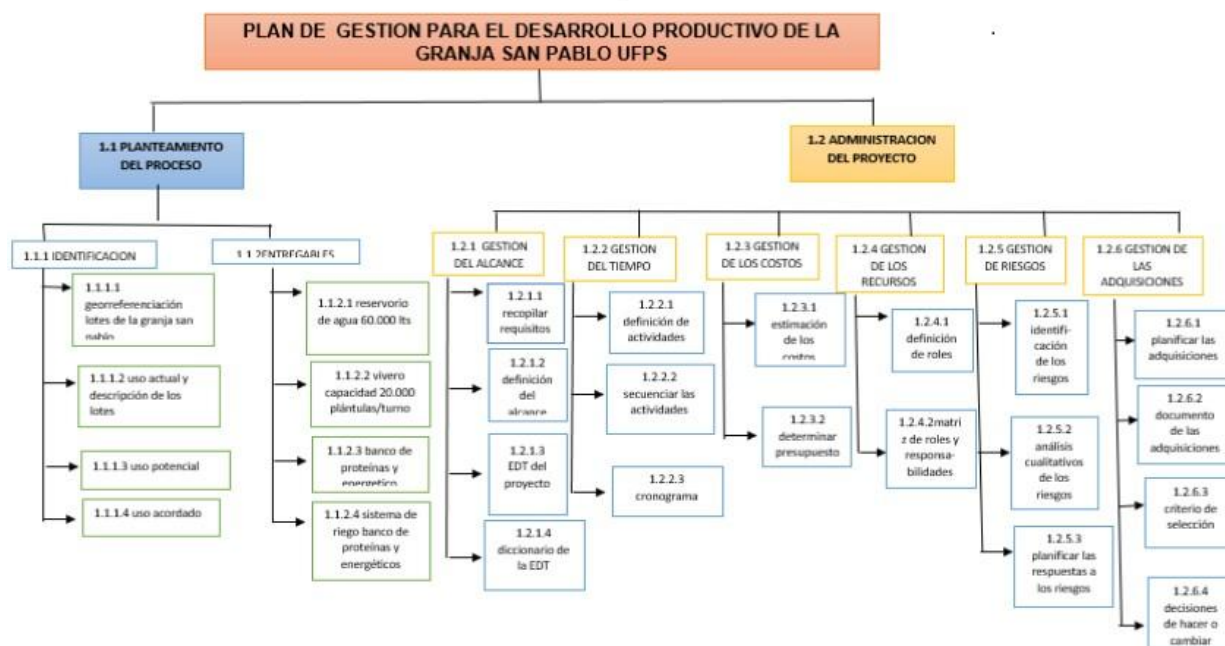 PLAN DE GESTION PARA EL DESARROLLO PRODUCTIVO DE LA
GRANJA SAN PABLO UFPS
1.1 PLANTEAMIENTO
DEL PROCESO
1.2 ADMINISTRACION
DEL PROYECTO
1.1.1 IDENTIFICACION
1.1.1.1
georreferenciación
lotes de la granja san
pablo
1.1.1.2 uso actual y
descripción de los
lotes
1.1.1.3 uso potencial
1.1.1.4 uso acordado
1.1.2ENTREGABLES
1.1.2.1 reservorio
de agua 60.000 lts
1.1.2.2 vivero
capacidad 20.000
plántulas/turno
1.1.2.3 banco de
proteínas y
energetico
1.1.2.4 sistema de
riego banco de
proteínas y
energéticos
1.2.1 GESTION
DEL ALCANCE
1.2.1.1
recopilar
requisitos
1.2.1.2
definición
del
alcance
1.2.1.3
EDT del
proyecto
1.2.1.4
diccionario de
la EDT
1.2.2 GESTION
DEL TIEMPO
1.2.2.1
definición de
actividades
1.2.2.2
secuenciar las
actividades
1.2.2.3
cronograma
1.2.3 GESTION
DE LOS COSTOS
1.2.3.1
estimación
de los
costos
1.2.3.2
determinar
presupuesto
1.2.4 GESTION
DE LOS
RECURSOS
1.2.4.1
definición
de roles
1.2.4.2matri
z de roles y
responsa-
bilidades
1.2.5 GESTION
DE RIESGOS
1.2.5.1
identifi-
cación
de los
riesgos
1.2.5.2
análisis
cualitativos
de los
riesgos
1.2.5.3
planificar las
respuestas a
los riesgos
1.2.6 GESTION DE
LAS
ADQUISICIONES
1.2.6.1
planificar las
adquisiciones
1.2.6.2
documento
de las
adquisiciones
1.2.6.3
criterio de
selección
1.2.6.4
decisiones
de hacer o
cambiar